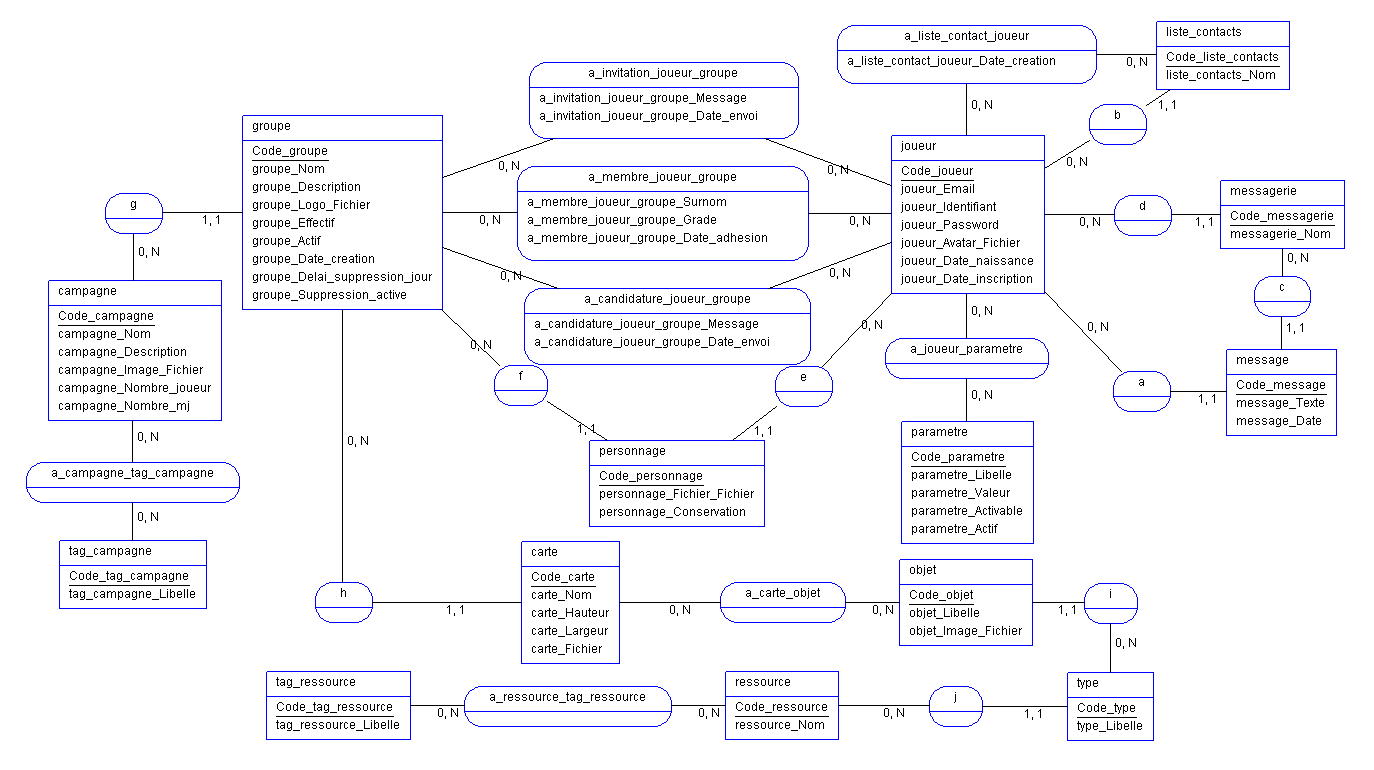 a_liste_contact_joueur
a_liste_contact_joueur_Date_creation
0, N
0, N
liste_contacts
Code_liste_contacts
liste_contacts_Nom
1, 1
b
0, N
a_invitation_joueur_groupe
a_invitation_joueur_groupe_Message
a_invitation_joueur_groupe_Date_envoi
0, N
0, N
groupe
Code_groupe
groupe_Nom
groupe_Description
groupe_Logo_Fichier
groupe_Effectif
groupe_Actif
groupe_Date_creation
groupe_Delai_suppression_jour
groupe_Suppression_active
a_membre_joueur_groupe
a_membre_joueur_groupe_Surnom
a_membre_joueur_groupe_Grade
a_membre_joueur_groupe_Date_adhesion
0, N
0, N
joueur
Code_joueur
joueur_Email
joueur_Identifiant
joueur_Password
joueur_Avatar_Fichier
joueur_Date_naissance
joueur_Date_inscription
0, N
d
1, 1
messagerie
Code_messagerie
messagerie_Nom
0, N
c
1, 1
g
1, 1
0, N
campagne
Code_campagne
campagne_Nom
campagne_Description
campagne_Image_Fichier
campagne_Nombre_joueur
campagne_Nombre_mj
0, N
0, N
a_candidature_joueur_groupe
a_candidature_joueur_groupe_Message
a_candidature_joueur_groupe_Date_envoi
0, N
f
1, 1
0, N
e
1, 1
0, N
a_joueur_parametre
0, N
0, N
a
1, 1
message
Code_message
message_Texte
message_Date
parametre
Code_parametre
parametre_Libelle
parametre_Valeur
parametre_Activable
parametre_Actif
personnage
Code_personnage
personnage_Fichier_Fichier
personnage_Conservation
0, N
a_campagne_tag_campagne
0, N
tag_campagne
Code_tag_campagne
tag_campagne_Libelle
0, N
h
1, 1
carte
Code_carte
carte_Nom
carte_Hauteur
carte_Largeur
carte_Fichier
0, N
a_carte_objet
0, N
objet
Code_objet
objet_Libelle
objet_Image_Fichier
1, 1
i
0, N
tag_ressource
Code_tag_ressource
tag_ressource_Libelle
0, N
a_ressource_tag_ressource
0, N
ressource
Code_ressource
ressource_Nom
0, N
j
1, 1
type
Code_type
type_Libelle